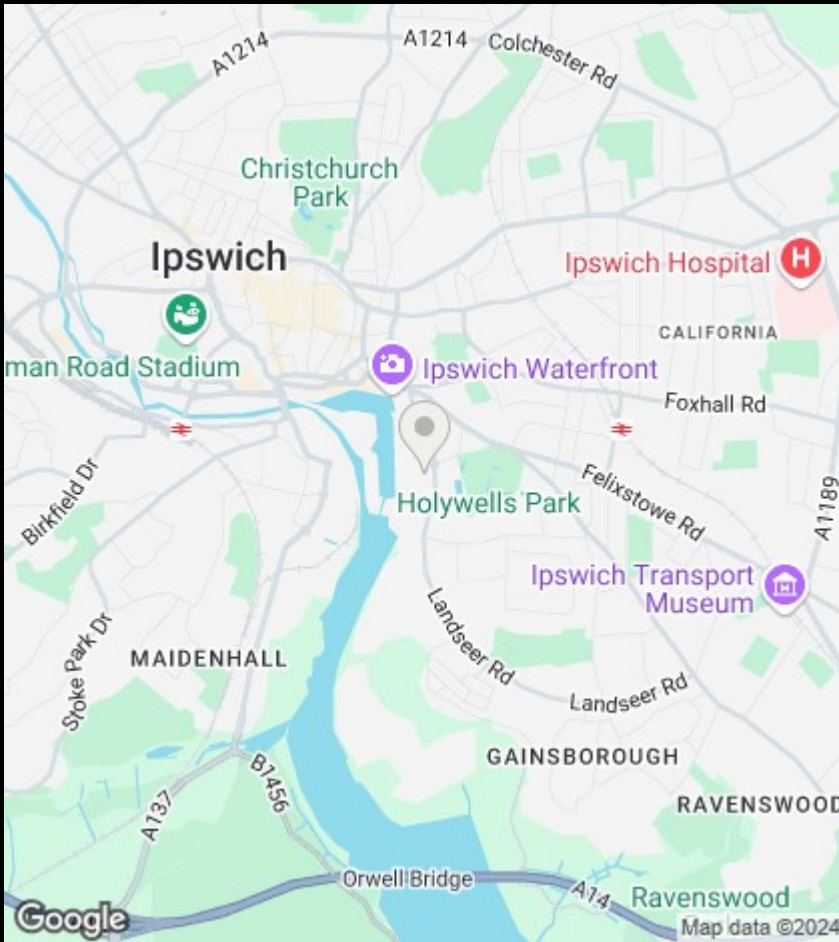 A1214
A1214
Colchester Rd
Christchurch
Park
Ipswich
Ipswich Hospital
H
CALIFORNIA
man Road Stadium
Ipswich Waterfront
Foxhall Rd
Birkfield Dr
Holywells Park
Felixstowe Rd
A1189
Ipswich Transport
Museum
Stoke Park Dr
MAIDENHALL
Landseer Rd
Landseer Rd
GAINSBOROUGH
B1456
A137
RAVENSWOOD
Orwell Bridge
A14
Ravenswood
Google
Map data ©2024